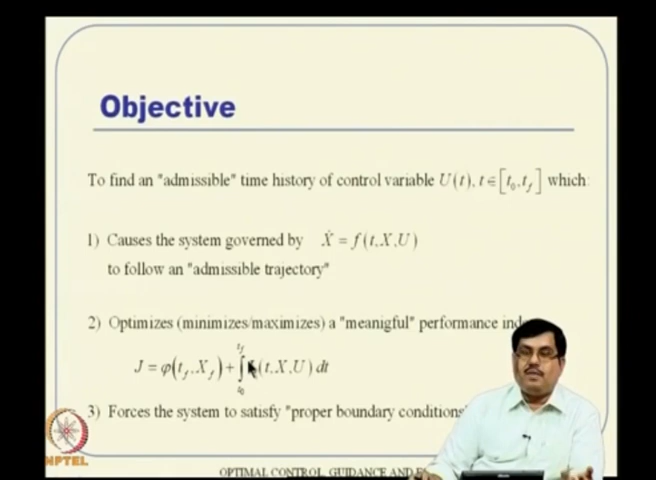 Objective
To find an "admissible" time history of control variable U(t), t ∈ [t₀, t_f] which:
1) Causes the system governed by Ẋ = f(t, X, U)
to follow an "admissible trajectory"
2) Optimizes (minimizes/maximizes) a "meanigful" performance
J = φ(t_f, X_f) + ∫_{t₀}^{t_f} (t, X, U) dt
3) Forces the system to satisfy "proper boundary conditions
NPTEL
OPTIMAL CONTROL, GUIDANCE AND